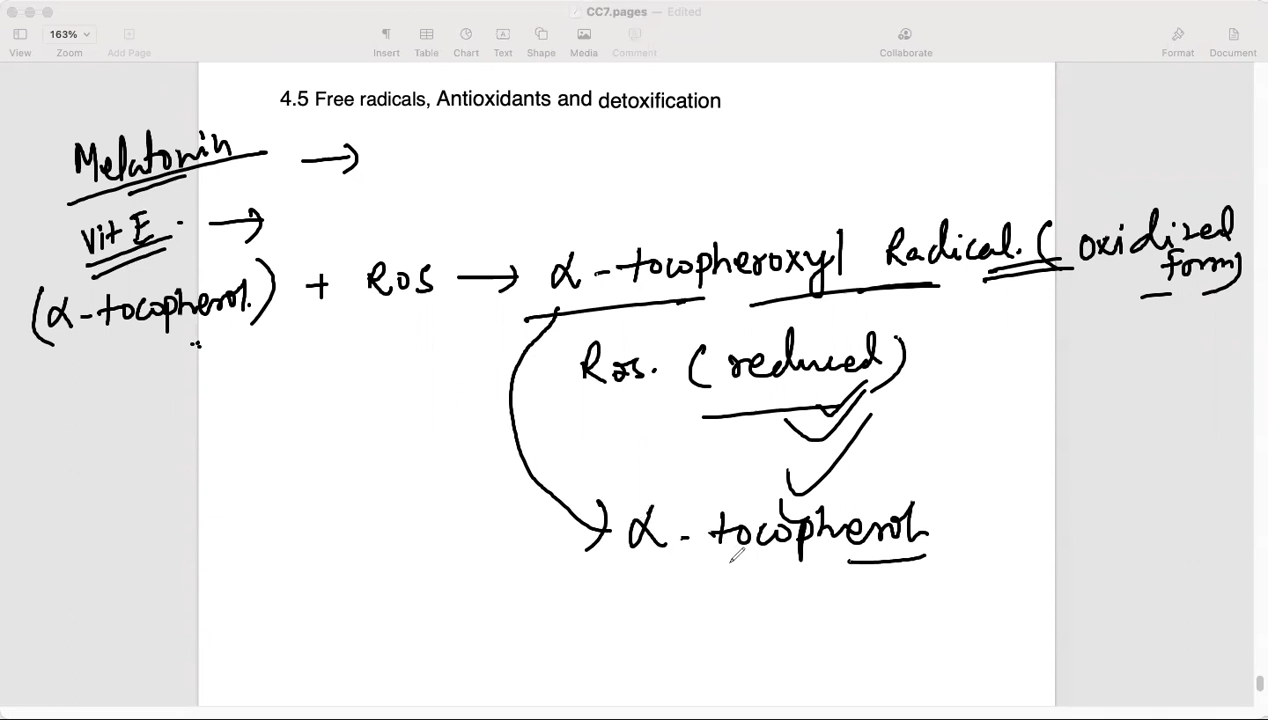 CC7.pages — Edited
163%
View Zoom Add Page Insert Table Chart Text Shape Media Comment Collaborate Format Document
4.5 Free radicals, Antioxidants and detoxification
Melatonin →
Vit E . →
(α - tocopherol.) + Ros → α - tocopheroxyl Radical. ( oxidized form)
Ros. ( reduced )
α - tocopherol